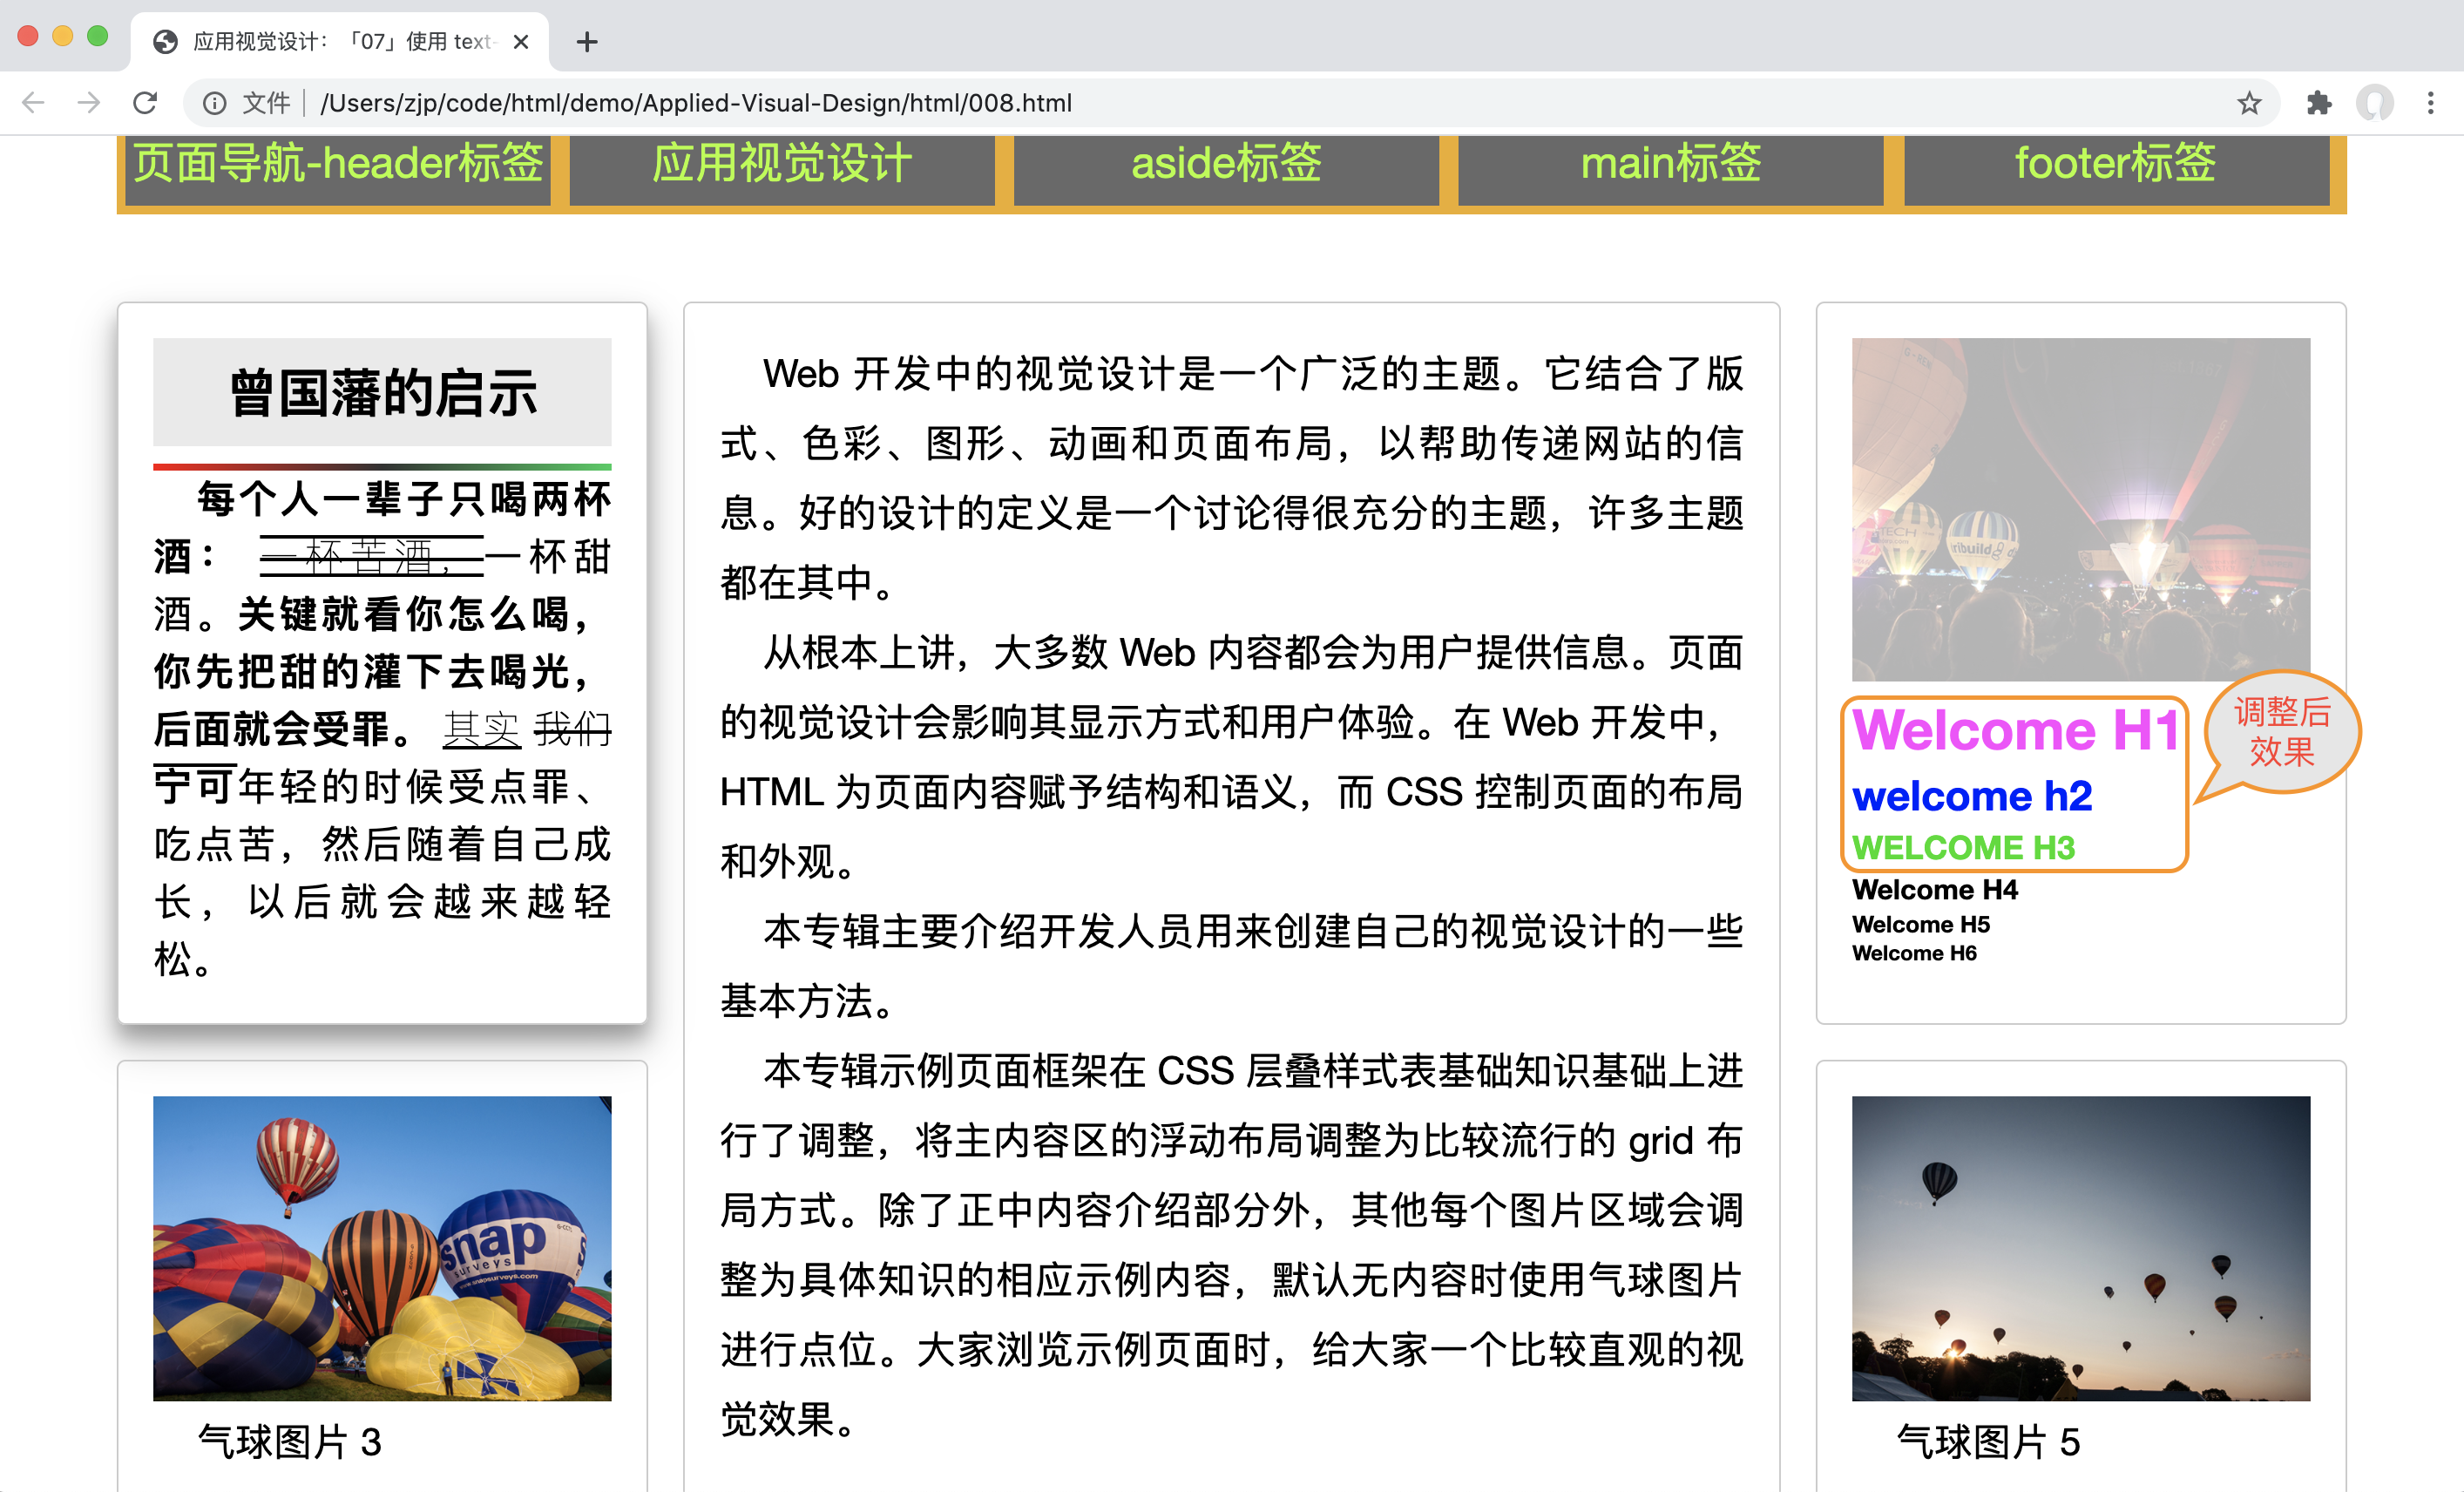 应用视觉设计：「07」使用 text-
文件 /Users/zjp/code/html/demo/Applied-Visual-Design/html/008.html
页面导航-header标签
应用视觉设计
aside标签
main标签
footer标签
曾国藩的启示
每个人一辈子只喝两杯
酒： 一杯苦酒，一杯甜
酒。关键就看你怎么喝，
你先把甜的灌下去喝光，
后面就会受罪。 其实 我们
宁可年轻的时候受点罪、
吃点苦，然后随着自己成
长，以后就会越来越轻
松。
snap
surveys
www.snapsurveys.com
气球图片 3
Web 开发中的视觉设计是一个广泛的主题。它结合了版
式、色彩、图形、动画和页面布局，以帮助传递网站的信
息。好的设计的定义是一个讨论得很充分的主题，许多主题
都在其中。
从根本上讲，大多数 Web 内容都会为用户提供信息。页面
的视觉设计会影响其显示方式和用户体验。在 Web 开发中，
HTML 为页面内容赋予结构和语义，而 CSS 控制页面的布局
和外观。
本专辑主要介绍开发人员用来创建自己的视觉设计的一些
基本方法。
本专辑示例页面框架在 CSS 层叠样式表基础知识基础上进
行了调整，将主内容区的浮动布局调整为比较流行的 grid 布
局方式。除了正中内容介绍部分外，其他每个图片区域会调
整为具体知识的相应示例内容，默认无内容时使用气球图片
进行点位。大家浏览示例页面时，给大家一个比较直观的视
觉效果。
ribuild
Welcome H1
welcome h2
WELCOME H3
Welcome H4
Welcome H5
Welcome H6
调整后
效果
气球图片 5